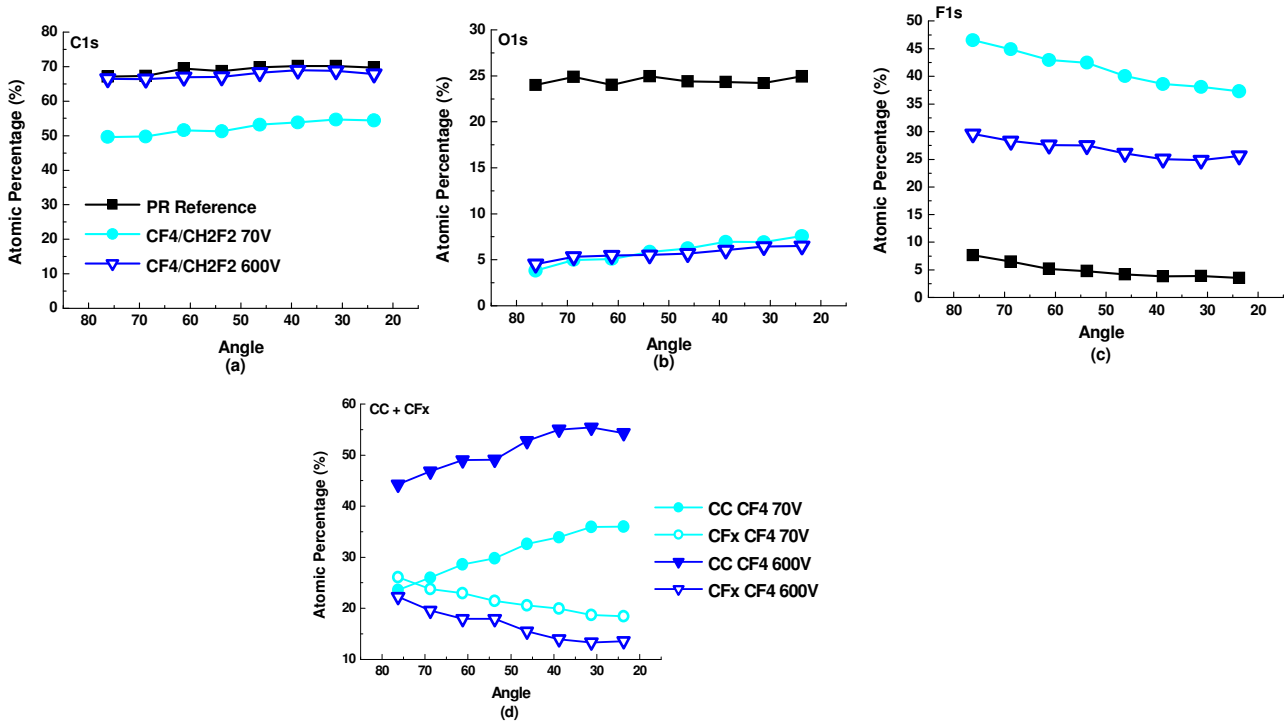 C1s
80
70
60
50
40
30
20
10
0
Atomic Percentage (%)
PR Reference
CF4/CH2F2 70V
CF4/CH2F2 600V
80 70 60 50 40 30 20
Angle
(a)
O1s
30
25
20
15
10
5
0
Atomic Percentage (%)
80 70 60 50 40 30 20
Angle
(b)
F1s
50
45
40
35
30
25
20
15
10
5
0
Atomic Percentage (%)
80 70 60 50 40 30 20
Angle
(c)
CC + CFx
60
50
40
30
20
10
Atomic Percentage (%)
CC CF4 70V
CFx CF4 70V
CC CF4 600V
CFx CF4 600V
80 70 60 50 40 30 20
Angle
(d)